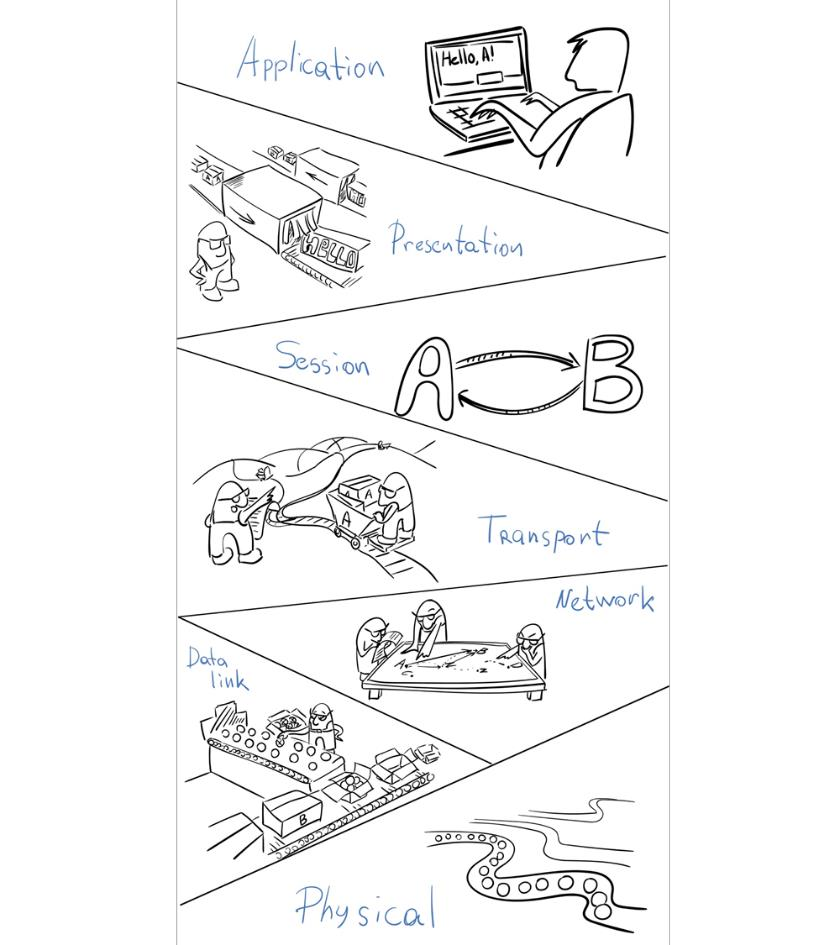 Application
Hello, A!
HELLO
Presentation
Session
A
B
A A
A
Transport
Network
A
B
C
Data
link
B
Physical